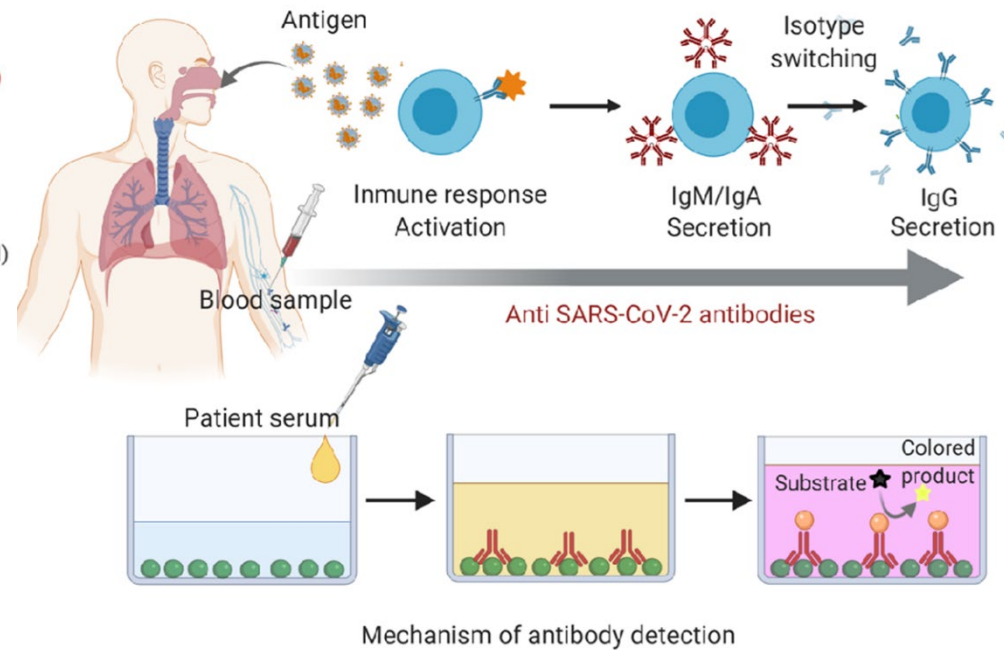 Antigen
Isotype
switching
Inmune response
Activation
IgM/IgA
Secretion
IgG
Secretion
)
Blood sample
Anti SARS-CoV-2 antibodies
Patient serum
Colored
Substrate product
Mechanism of antibody detection